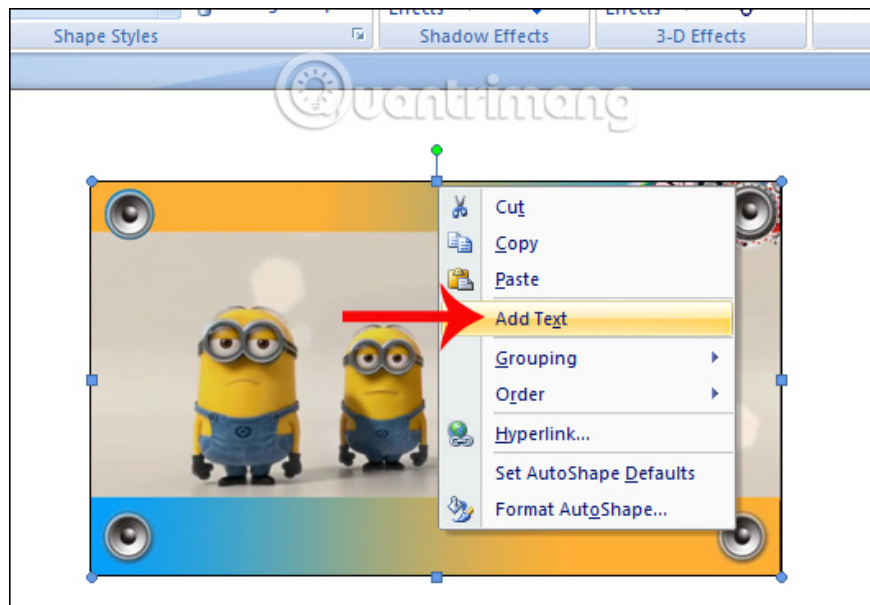 Shape Styles
Shadow Effects
3-D Effects
Quantrimang
Cut
Copy
Paste
Add Text
Grouping
Order
Hyperlink...
Set AutoShape Defaults
Format AutoShape...